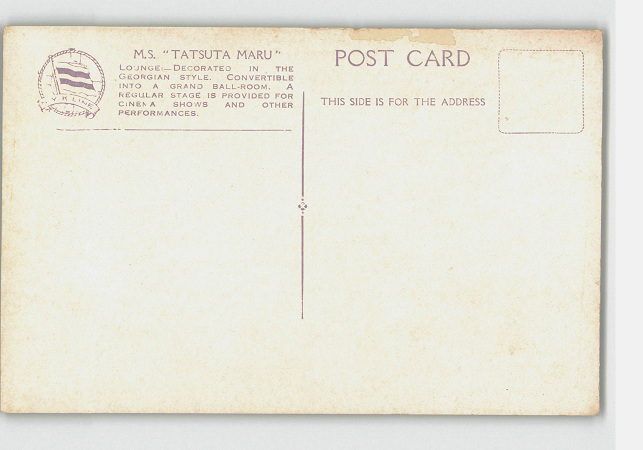 M.S. "TATSUTA MARU"
LOUNGE—DECORATED IN THE
GEORGIAN STYLE. CONVERTIBLE
INTO A GRAND BALL-ROOM. A
REGULAR STAGE IS PROVIDED FOR
CINEMA SHOWS AND OTHER
PERFORMANCES.
N.Y.K. LINE
POST CARD
THIS SIDE IS FOR THE ADDRESS